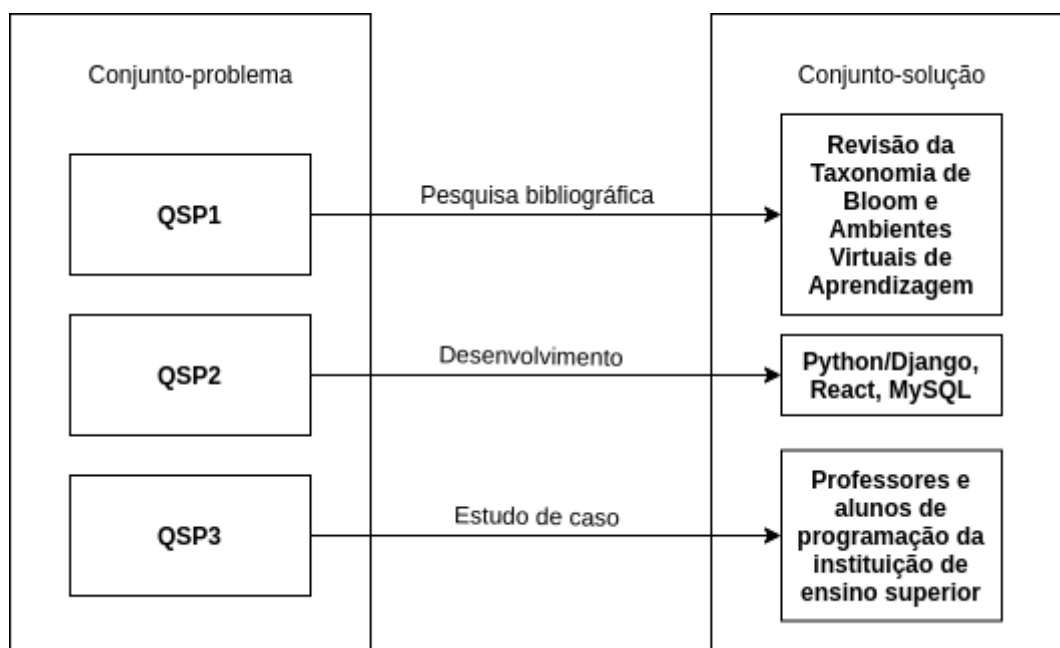 Conjunto-problema
Conjunto-solução
QSP1
Pesquisa bibliográfica
Revisão da
Taxonomia de
Bloom e
Ambientes
Virtuais de
Aprendizagem
QSP2
Desenvolvimento
Python/Django,
React, MySQL
QSP3
Estudo de caso
Professores e
alunos de
programação da
instituição de
ensino superior